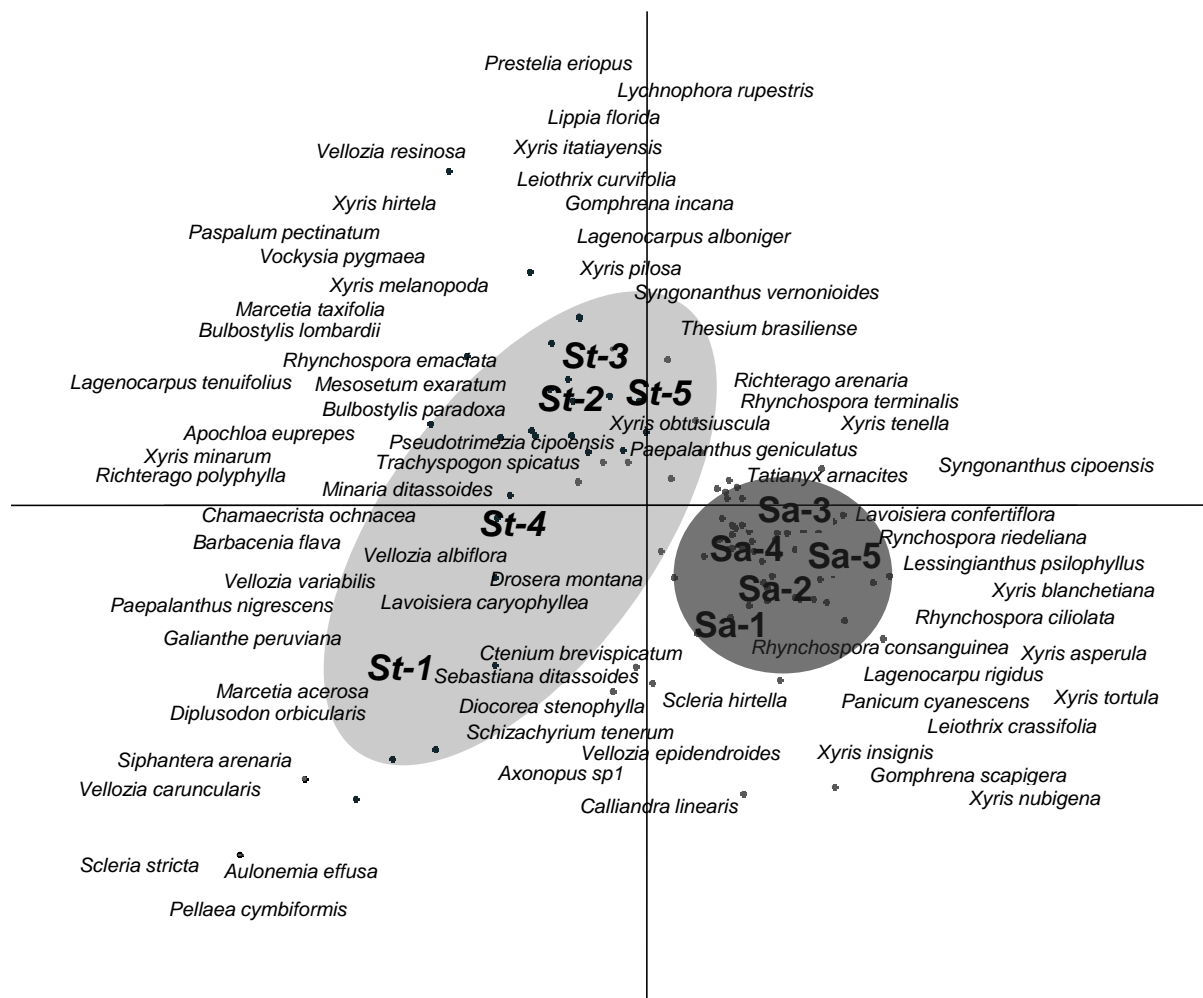 Prestelia eriopus
Lychnophora rupestris
Lippia florida
Vellozia resinosa
Xyris itatiayensis
Leiothrix curvifolia
Xyris hirtela
Gomphrena incana
Paspalum pectinatum
Lagenocarpus alboniger
Vockysia pygmaea
Xyris pilosa
Xyris melanopoda
Syngonanthus vernonioides
Marcetia taxifolia
Bulbostylis lombardii
Thesium brasiliense
St-3
Rhynchospora emaciata
Lagenocarpus tenuifolius
Mesosetum exaratum
Richterago arenaria
St-2
St-5
Rhynchospora terminalis
Bulbostylis paradoxa
Xyris obtusiuscula
Xyris tenella
Apochloa euprepes
Pseudotrimezia cipoensis
Paepalanthus geniculatus
Xyris minarum
Trachyspogon spicatus
Syngonanthus cipoensis
Richterago polyphylla
Tatianyx arnacites
Minaria ditassoides
Sa-3
Chamaecrista ochnacea
St-4
Lavoisiera confertiflora
Barbacenia flava
Rynchospora riedeliana
Vellozia albiflora
Sa-4
Sa-5
Lessingianthus psilophyllus
Vellozia variabilis
Drosera montana
Sa-2
Xyris blanchetiana
Paepalanthus nigrescens
Lavoisiera caryophyllea
Rhynchospora ciliolata
Sa-1
Galianthe peruviana
Rhynchospora consanguinea
Ctenium brevispicatum
Xyris asperula
St-1
Sebastiana ditassoides
Lagenocarpu rigidus
Marcetia acerosa
Scleria hirtella
Panicum cyanescens
Xyris tortula
Diocorea stenophylla
Diplusodon orbicularis
Leiothrix crassifolia
Schizachyrium tenerum
Vellozia epidendroides
Xyris insignis
Siphantera arenaria
Axonopus sp1
Gomphrena scapigera
Vellozia caruncularis
Xyris nubigena
Calliandra linearis
Scleria stricta
Aulonemia effusa
Pellaea cymbiformis